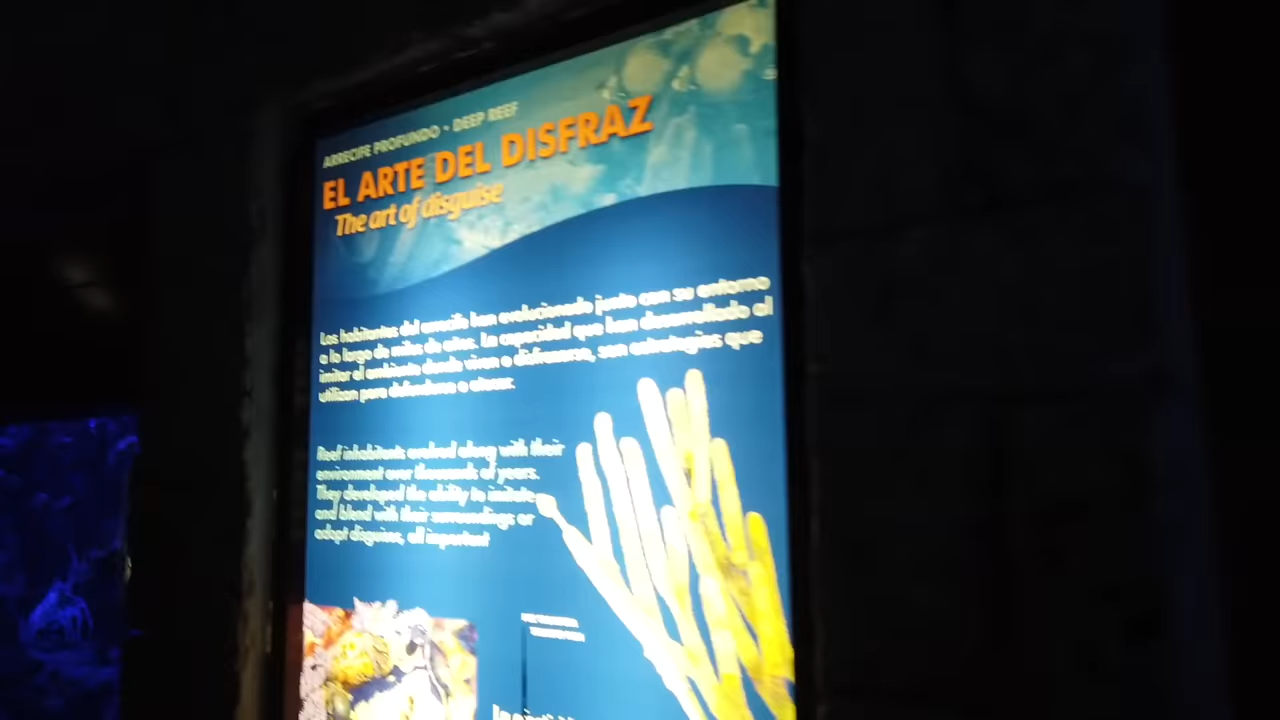 ARRECIFE PROFUNDO • DEEP REEF
EL ARTE DEL DISFRAZ
The art of disguise
Los habitantes del arrecife han evolucionado junto con su entorno
a lo largo de miles de años. La capacidad que han desarrollado al
imitar el ambiente donde viven o disfrazarse, son estrategias que
utilizan para defenderse o atacar.
Reef inhabitants evolved along with their
environment over thousands of years.
They developed the ability to imitate
and blend with their surroundings or
adopt disguises, all important